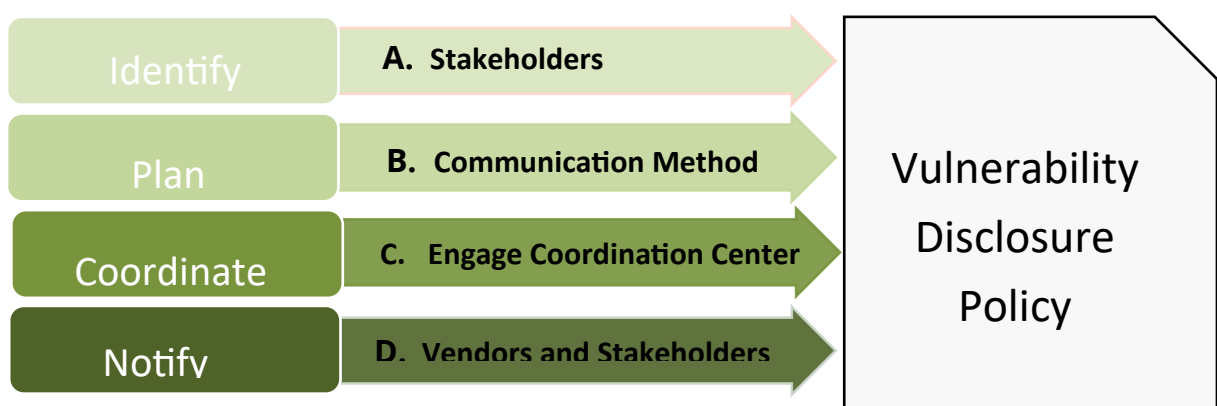 Identify
A. Stakeholders
Plan
B. Communication Method
Coordinate
C. Engage Coordination Center
Notify
D. Vendors and Stakeholders
Vulnerability
Disclosure
Policy